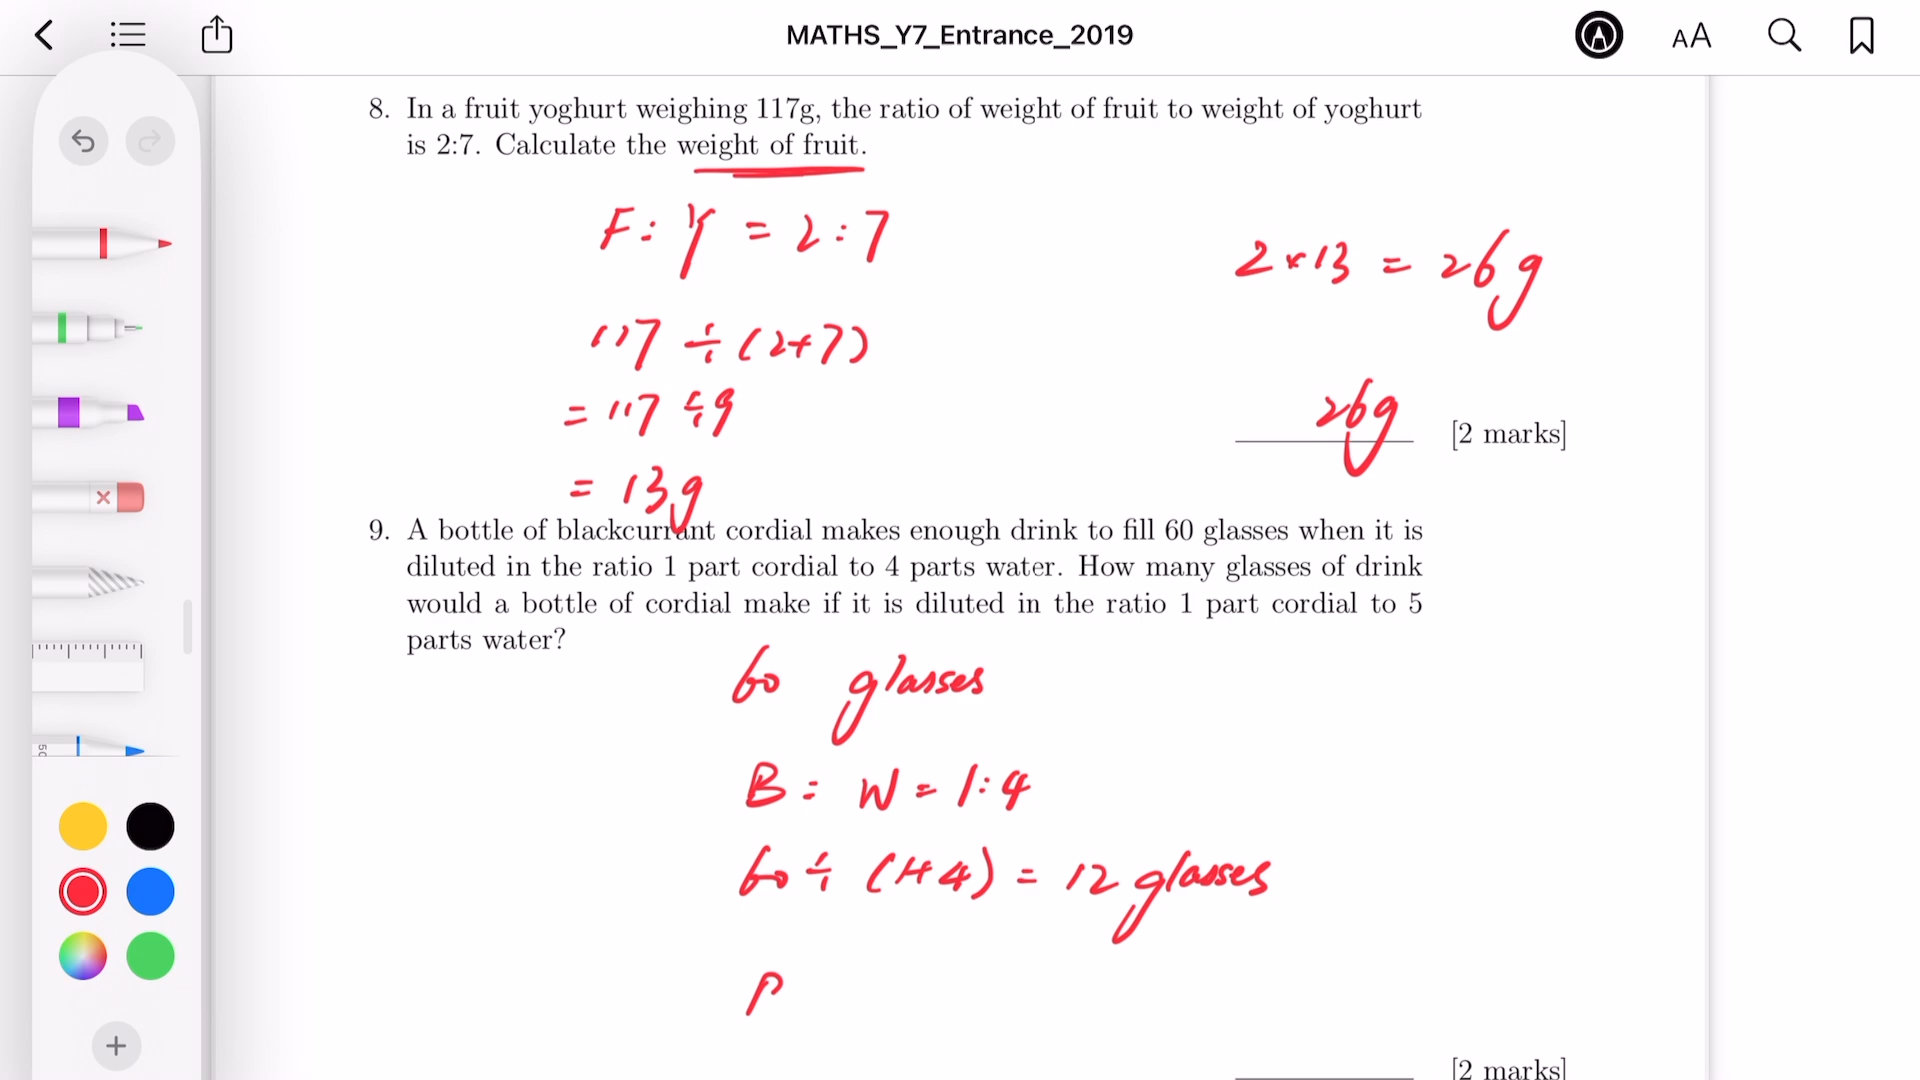 MATHS_Y7_Entrance_2019
AA
8. In a fruit yoghurt weighing 117g, the ratio of weight of fruit to weight of yoghurt
is 2:7. Calculate the weight of fruit.
F : Y = 2 : 7
117 ÷ (2+7)
= 117 ÷ 9
= 13g
2 × 13 = 26g
26g
[2 marks]
9. A bottle of blackcurrant cordial makes enough drink to fill 60 glasses when it is
diluted in the ratio 1 part cordial to 4 parts water. How many glasses of drink
would a bottle of cordial make if it is diluted in the ratio 1 part cordial to 5
parts water?
60 glasses
B : W = 1 : 4
60 ÷ (1+4) = 12 glasses
[2 marks]
50